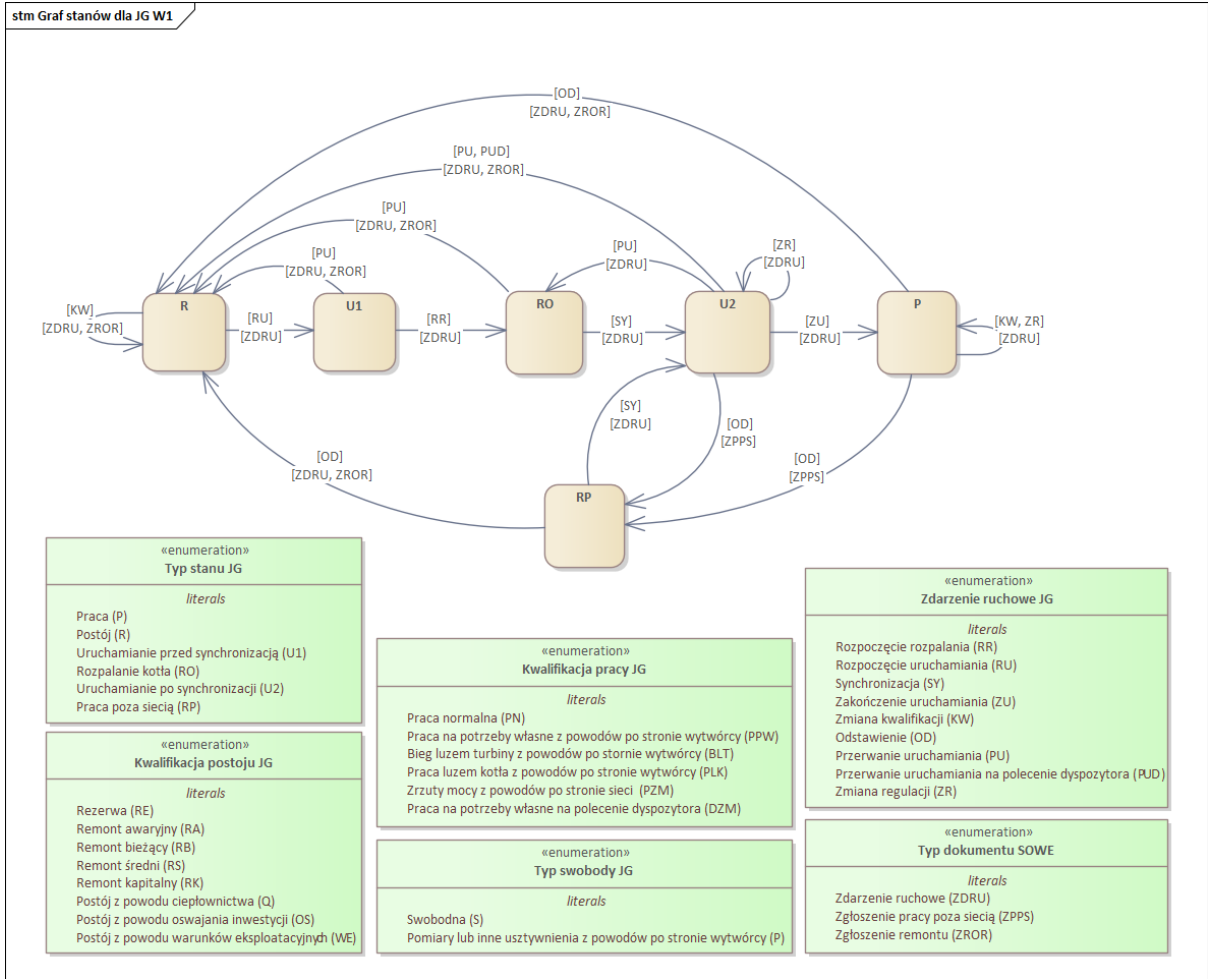 stm Graf stanów dla JG W1
[OD]
[ZDRU, ZROR]
[PU, PUD]
[ZDRU, ZROR]
[PU]
[ZDRU, ZROR]
[PU]
[ZDRU, ZROR]
[PU]
[ZDRU]
[ZR]
[ZDRU]
R
U1
RO
U2
P
[KW]
[ZDRU, ZROR]
[RU]
[ZDRU]
[RR]
[ZDRU]
[SY]
[ZDRU]
[ZU]
[ZDRU]
[KW, ZR]
[ZDRU]
[SY]
[ZDRU]
[OD]
[ZPPS]
[OD]
[ZDRU, ZROR]
[OD]
[ZPPS]
RP
«enumeration»
Typ stanu JG
literals
Praca (P)
Postój (R)
Uruchamianie przed synchronizacją (U1)
Rozpalanie kotła (RO)
Uruchamianie po synchronizacji (U2)
Praca poza siecią (RP)
«enumeration»
Kwalifikacja postoju JG
literals
Rezerwa (RE)
Remont awaryjny (RA)
Remont bieżący (RB)
Remont średni (RS)
Remont kapitalny (RK)
Postój z powodu ciepłownictwa (Q)
Postój z powodu oswajania inwestycji (OS)
Postój z powodu warunków eksploatacyjnych (WE)
«enumeration»
Kwalifikacja pracy JG
literals
Praca normalna (PN)
Praca na potrzeby własne z powodów po stronie wytwórcy (PPW)
Bieg luzem turbiny z powodów po stornie wytwórcy (BLT)
Praca luzem kotła z powodów po stronie wytwórcy (PLK)
Zrzuty mocy z powodów po stronie sieci (PZM)
Praca na potrzeby własne na polecenie dyspozytora (DZM)
«enumeration»
Typ swobody JG
literals
Swobodna (S)
Pomiary lub inne usztywnienia z powodów po stronie wytwórcy (P)
«enumeration»
Zdarzenie ruchowe JG
literals
Rozpoczęcie rozpalania (RR)
Rozpoczęcie uruchamiania (RU)
Synchronizacja (SY)
Zakończenie uruchamiania (ZU)
Zmiana kwalifikacji (KW)
Odstawienie (OD)
Przerwanie uruchamiania (PU)
Przerwanie uruchamiania na polecenie dyspozytora (PUD)
Zmiana regulacji (ZR)
«enumeration»
Typ dokumentu SOWE
literals
Zdarzenie ruchowe (ZDRU)
Zgłoszenie pracy poza siecią (ZPPS)
Zgłoszenie remontu (ZROR)